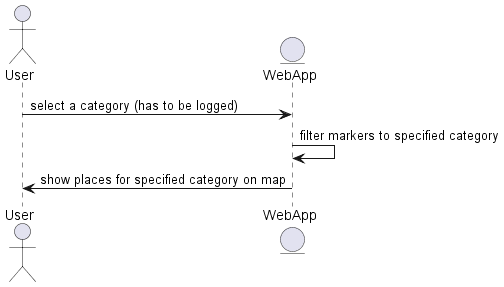 User
WebApp
select a category (has to be logged)
filter markers to specified category
show places for specified category on map
User
WebApp